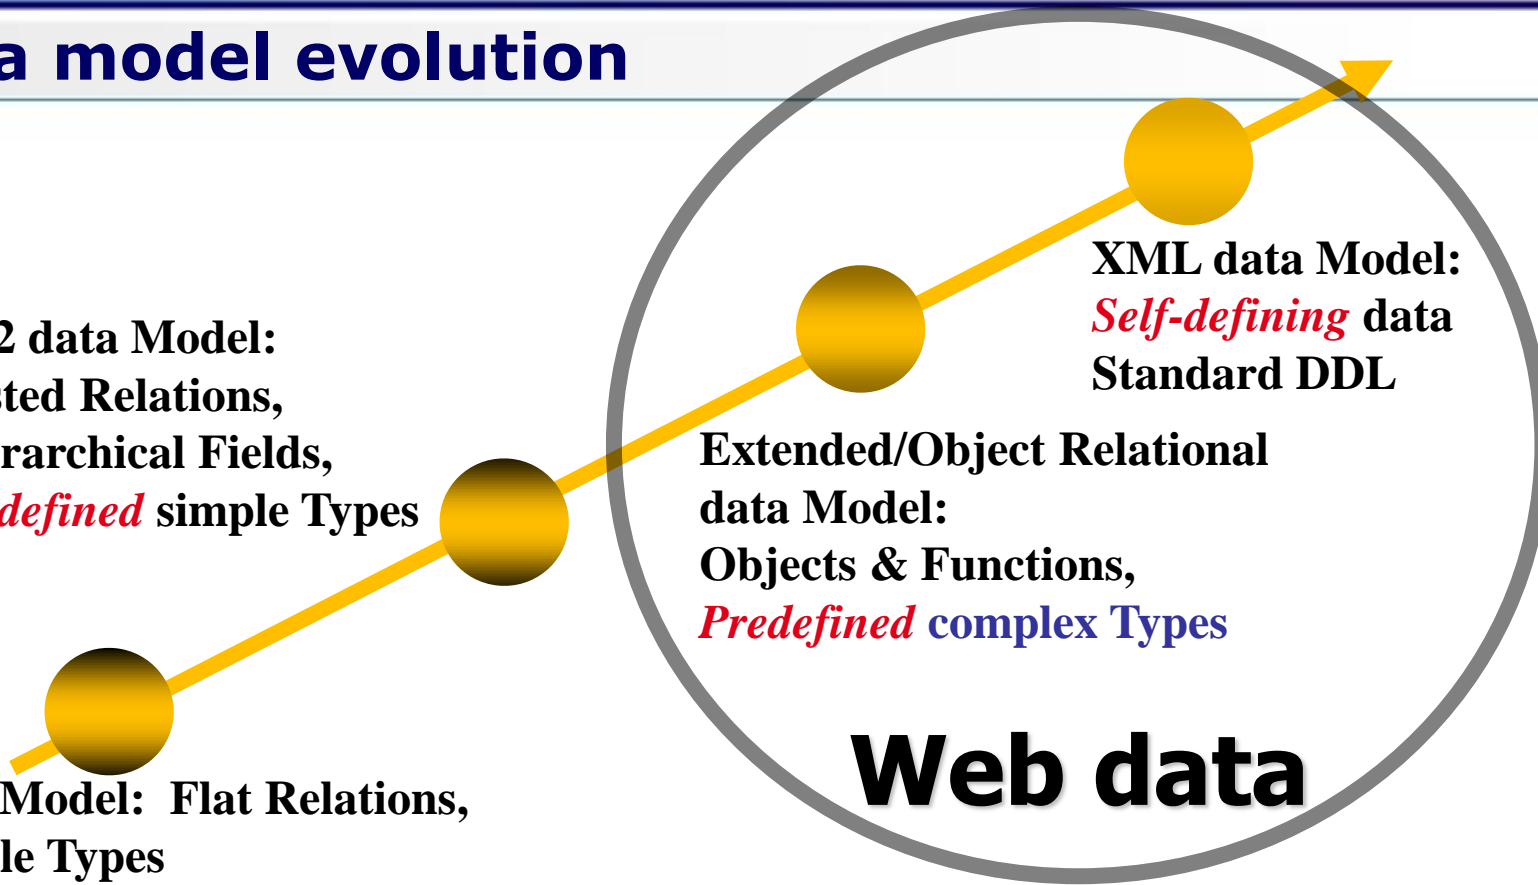 a model evolution
XML data Model:
Self-defining data
Standard DDL
2 data Model:
sted Relations,
rarchical Fields,
defined simple Types
Extended/Object Relational
data Model:
Objects & Functions,
Predefined complex Types
Web data
Model: Flat Relations,
le Types